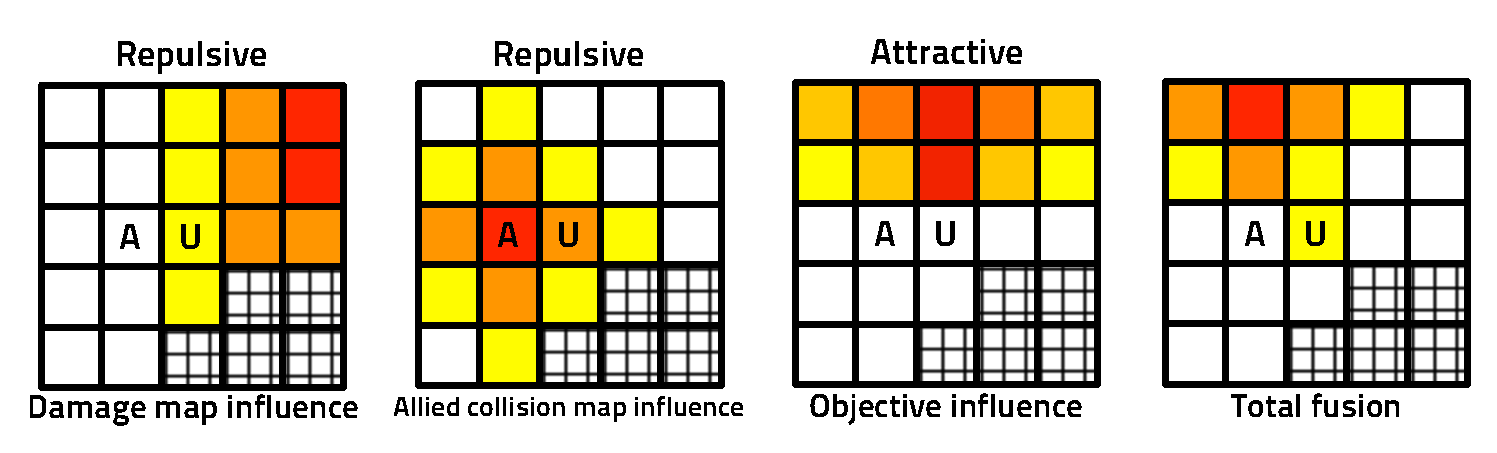 Repulsive
Repulsive
Attractive
A U
A U
A U
A U
Damage map influence
Allied collision map influence
Objective influence
Total fusion